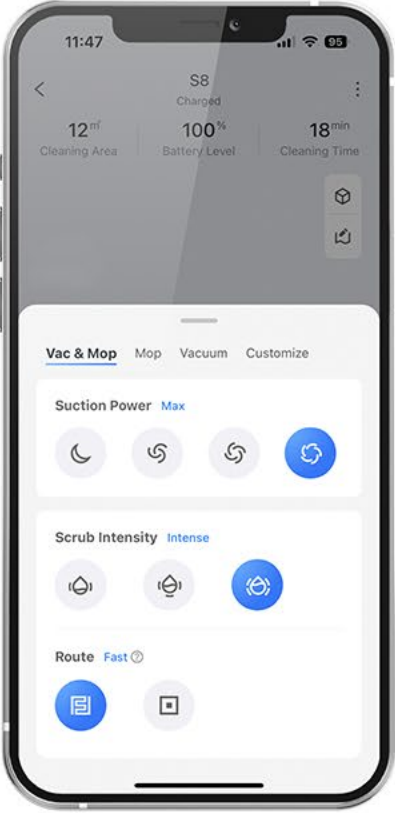 11:47
95
S8
Charged
12㎡ 100% 18min
Cleaning Area Battery Level Cleaning Time
Vac & Mop Mop Vacuum Customize
Suction Power Max
Scrub Intensity Intense
Route Fast ?